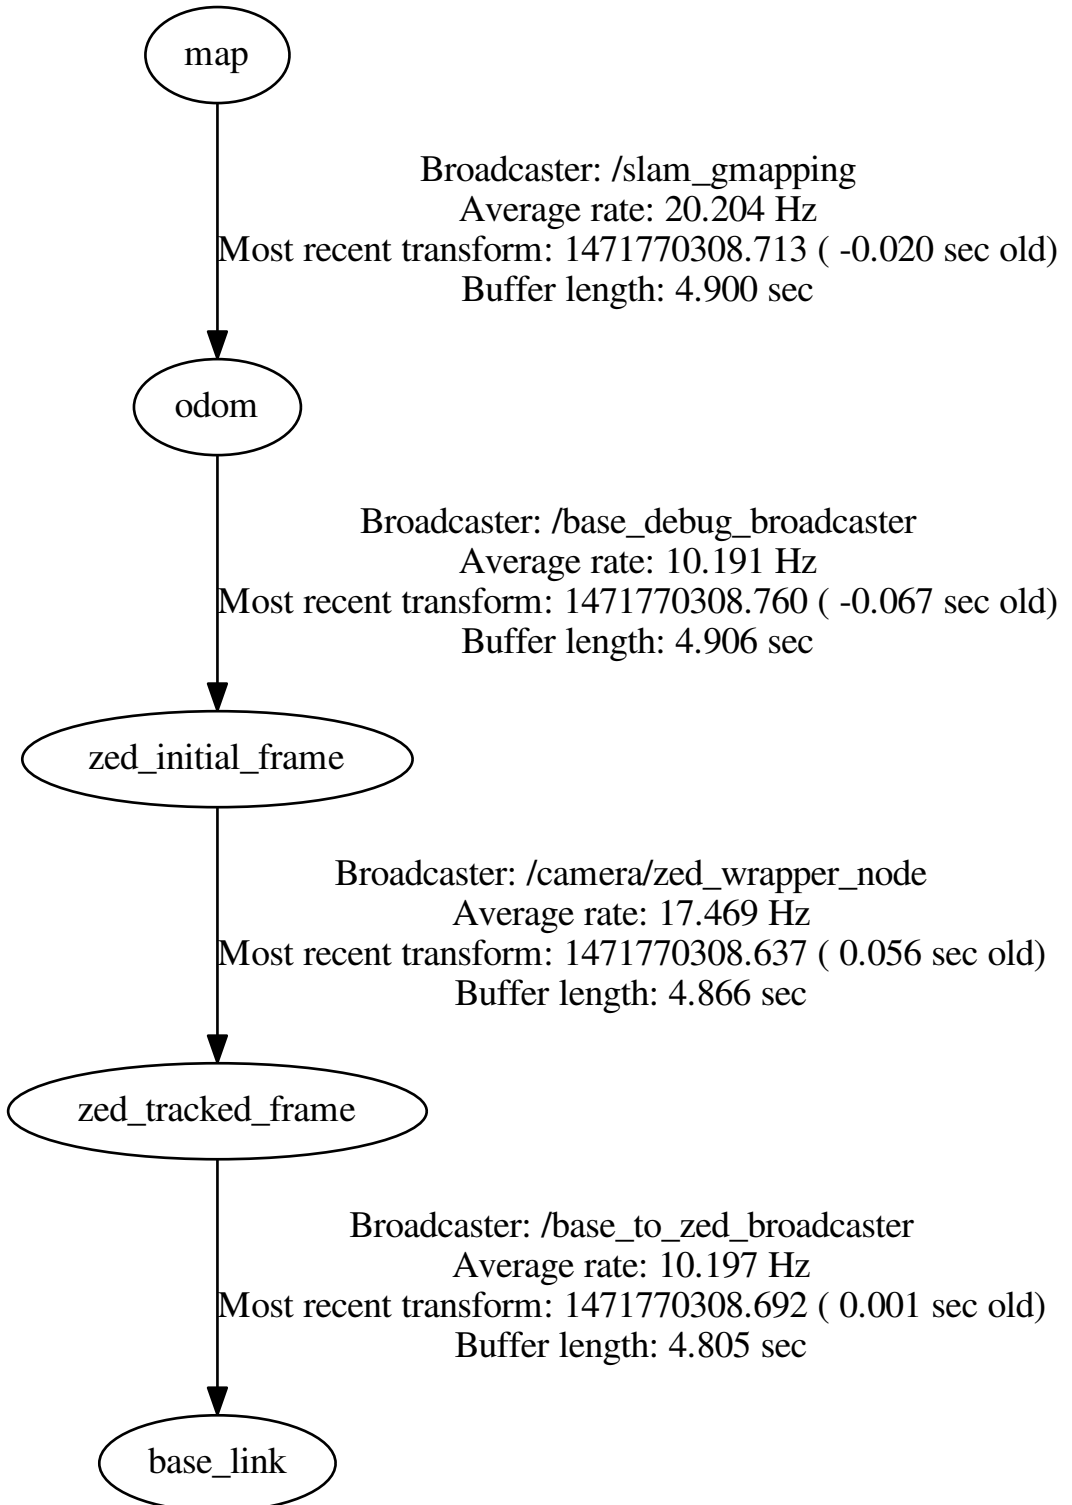 map
Broadcaster: /slam_gmapping
Average rate: 20.204 Hz
Most recent transform: 1471770308.713 ( -0.020 sec old)
Buffer length: 4.900 sec
odom
Broadcaster: /base_debug_broadcaster
Average rate: 10.191 Hz
Most recent transform: 1471770308.760 ( -0.067 sec old)
Buffer length: 4.906 sec
zed_initial_frame
Broadcaster: /camera/zed_wrapper_node
Average rate: 17.469 Hz
Most recent transform: 1471770308.637 ( 0.056 sec old)
Buffer length: 4.866 sec
zed_tracked_frame
Broadcaster: /base_to_zed_broadcaster
Average rate: 10.197 Hz
Most recent transform: 1471770308.692 ( 0.001 sec old)
Buffer length: 4.805 sec
base_link